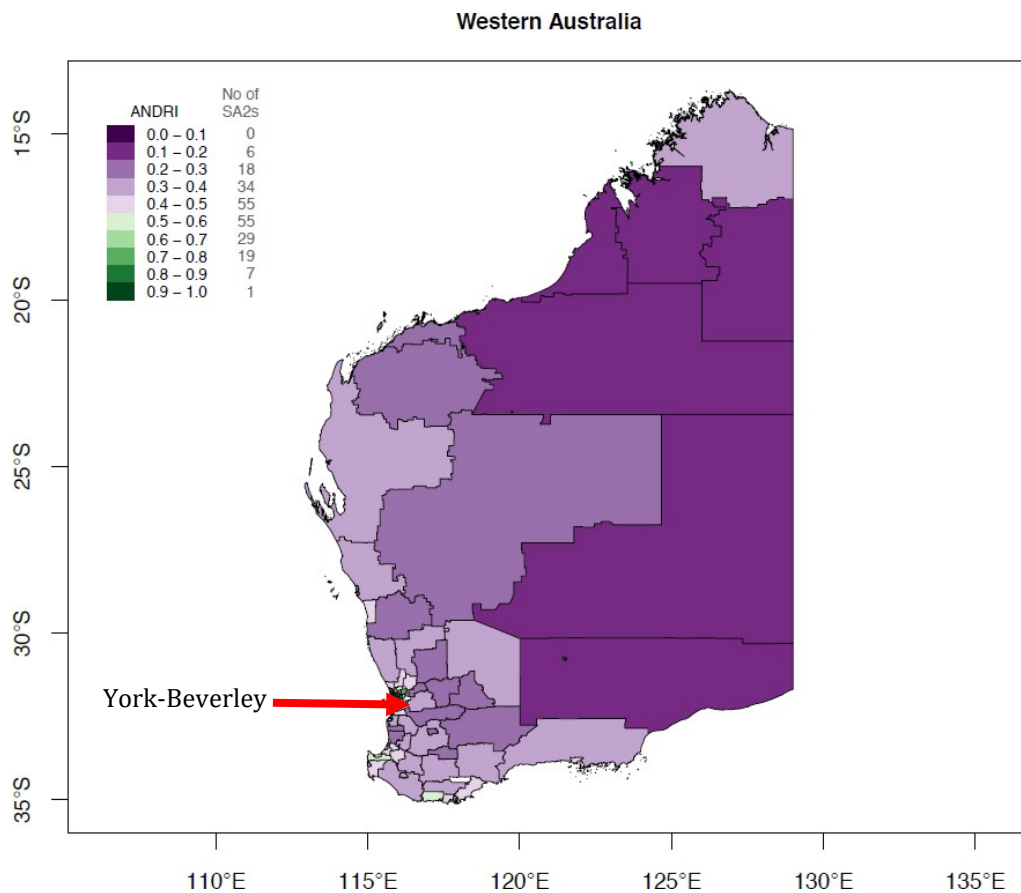 Western Australia
No of
ANDRI SA2s
0.0 – 0.1 0
0.1 – 0.2 6
0.2 – 0.3 18
0.3 – 0.4 34
0.4 – 0.5 55
0.5 – 0.6 55
0.6 – 0.7 29
0.7 – 0.8 19
0.8 – 0.9 7
0.9 – 1.0 1
15°S
20°S
25°S
30°S
York-Beverley
35°S
110°E 115°E 120°E 125°E 130°E 135°E